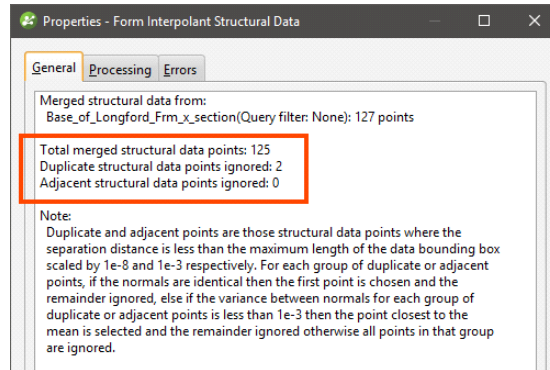 Properties - Form Interpolant Structural Data
General Processing Errors
Merged structural data from:
Base_of_Longford_Frm_x_section(Query filter: None): 127 points
Total merged structural data points: 125
Duplicate structural data points ignored: 2
Adjacent structural data points ignored: 0
Note:
Duplicate and adjacent points are those structural data points where the
separation distance is less than the maximum length of the data bounding box
scaled by 1e-8 and 1e-3 respectively. For each group of duplicate or adjacent
points, if the normals are identical then the first point is chosen and the
remainder ignored, else if the variance between normals for each group of
duplicate or adjacent points is less than 1e-3 then the point closest to the
mean is selected and the remainder ignored otherwise all points in that group
are ignored.